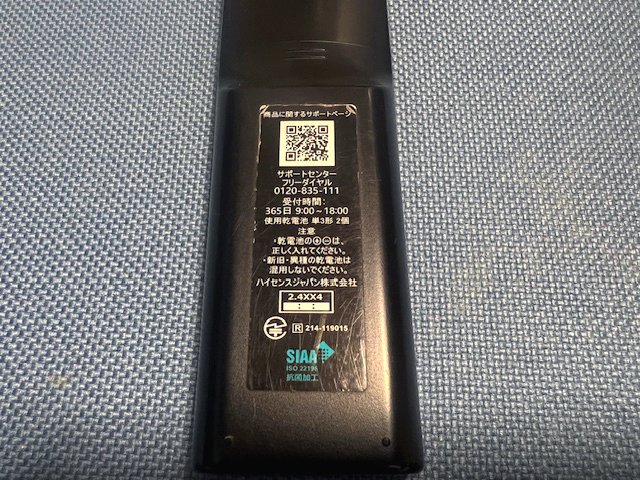 商品に関するサポートページ
サポートセンター
フリーダイヤル
0120-835-111
受付時間:
365日 9:00～18:00
使用乾電池 単3形 2個
注意
・乾電池の⊕⊖は、
正しく入れてください。
・新旧・異種の乾電池は
混用しないでください。
ハイセンスジャパン株式会社
2.4XX4
: :
R 214-119015
SIAA
ISO 22196
抗菌加工